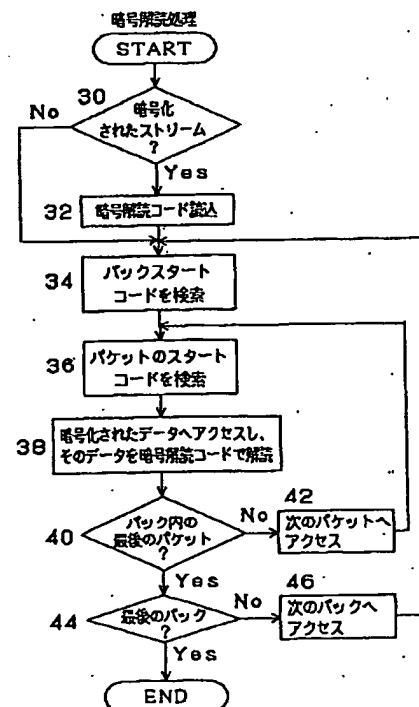 暗号解読処理
START
30
暗号化
されたストリーム
?
No
Yes
32
暗号解読コード読込
34
パックスタート
コードを検索
36
パケットのスタート
コードを検索
38
暗号化されたデータへアクセスし、
そのデータを暗号解読コードで解読
40
パック内の
最後のパケット
?
No
42
次のパケットへ
アクセス
Yes
44
最後のパック
?
No
46
次のパックへ
アクセス
Yes
END